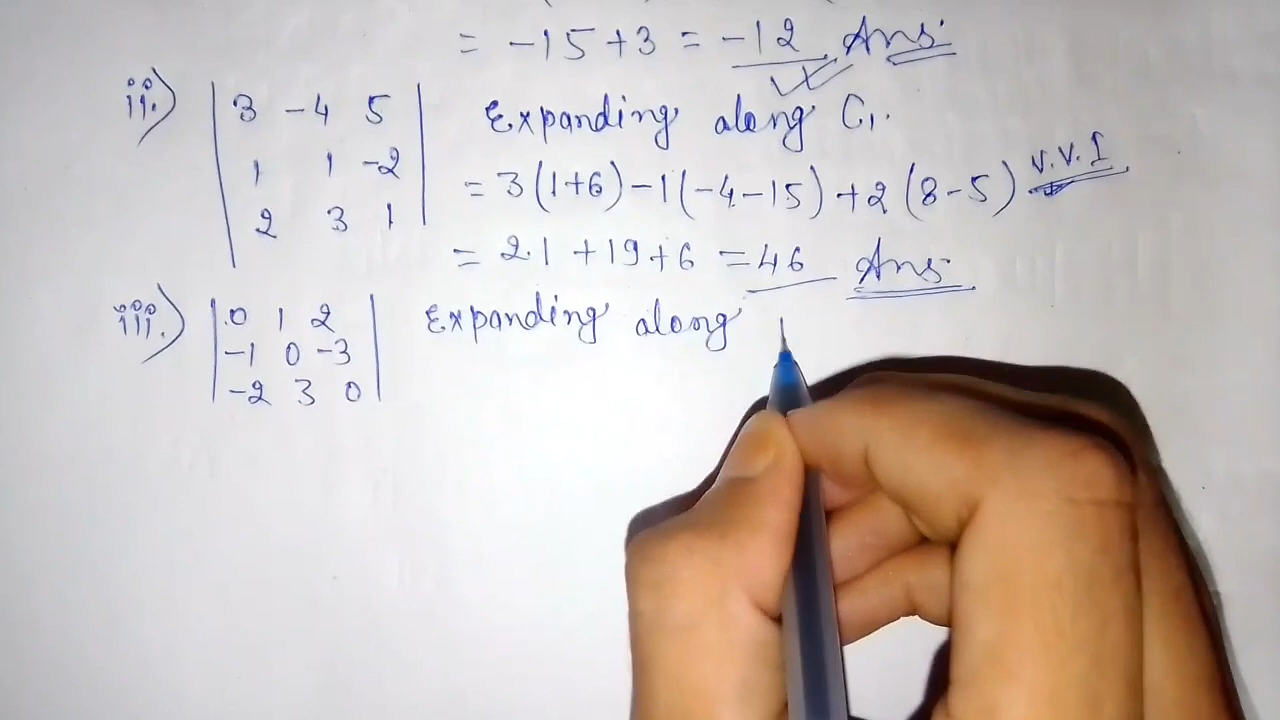 = -15+3 = -12 Ans.
ii.) | 3 -4 5 | Expanding along C₁.
| 1 1 -2 | = 3(1+6)-1(-4-15)+2(8-5) V.V.I
| 2 3 1 |
= 2.1 +19+6 = 46 Ans.
iii.) | 0 1 2 | Expanding along
| -1 0 -3 |
| -2 3 0 |